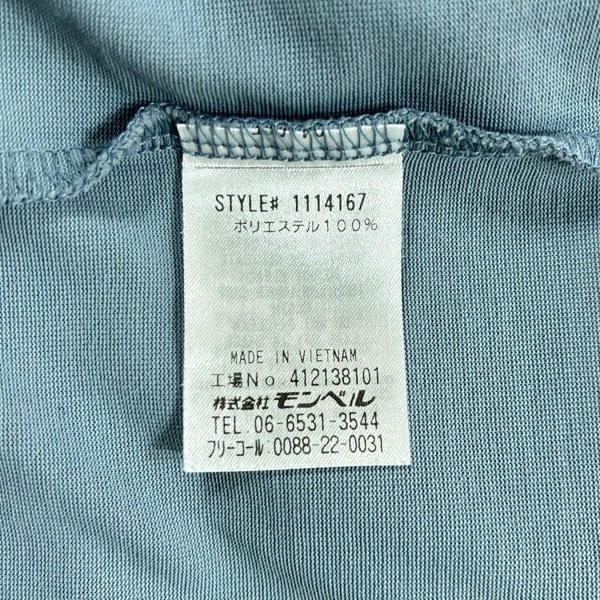 STYLE# 1114167
ポリエステル100%
MADE IN VIETNAM
工場No.412138101
株式会社 モンベル
TEL.06-6531-3544
フリーコール:0088-22-0031